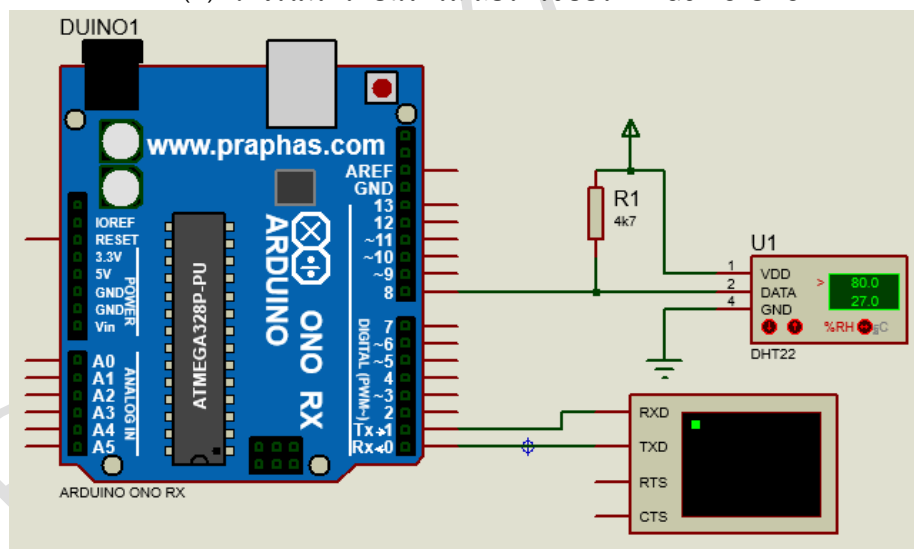 DUINO1
www.praphas.com
AREF
GND
13
12
~11
~10
~9
8
7
~6
~5
4
~3
2
Tx→1
Rx◂0
DIGITAL (PWM~)
IOREF
RESET
3.3V
5V
GND
GND
Vin
POWER
A0
A1
A2
A3
A4
A5
ANALOG IN
ATMEGA328P-PU
ARDUINO
ONO RX
ARDUINO ONO RX
R1
4k7
U1
1
2
4
VDD
DATA
GND
>
80.0
27.0
%RH
°C
DHT22
RXD
TXD
RTS
CTS